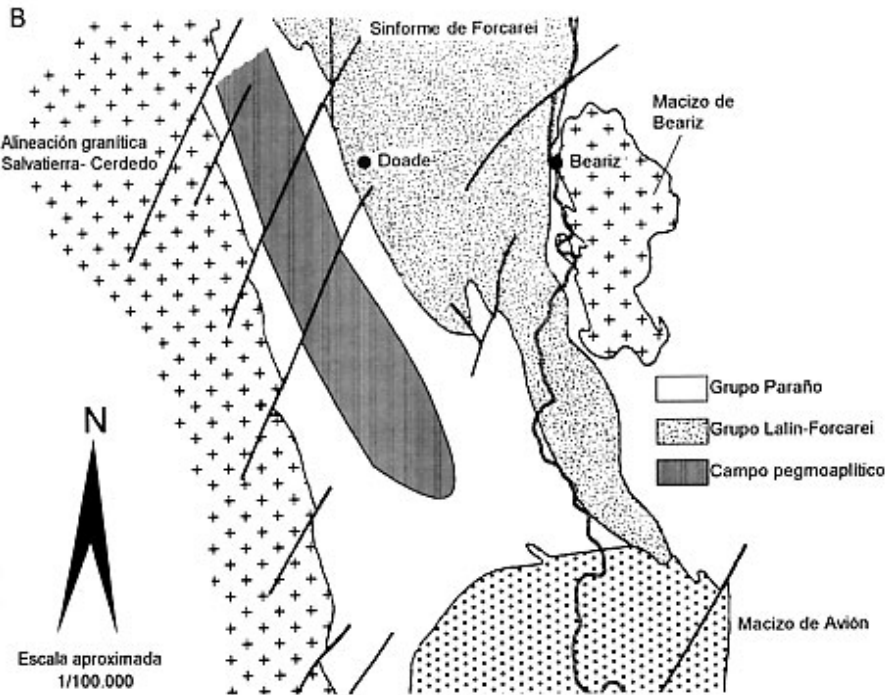 B
Sinforme de Forcarei
Macizo de
Beariz
Alineación granítica
Salvatierra- Cerdedo
Doade
Beariz
Grupo Paraño
Grupo Lalin-Forcarei
Campo pegmoaplítico
N
Macizo de Avión
Escala aproximada
1/100.000